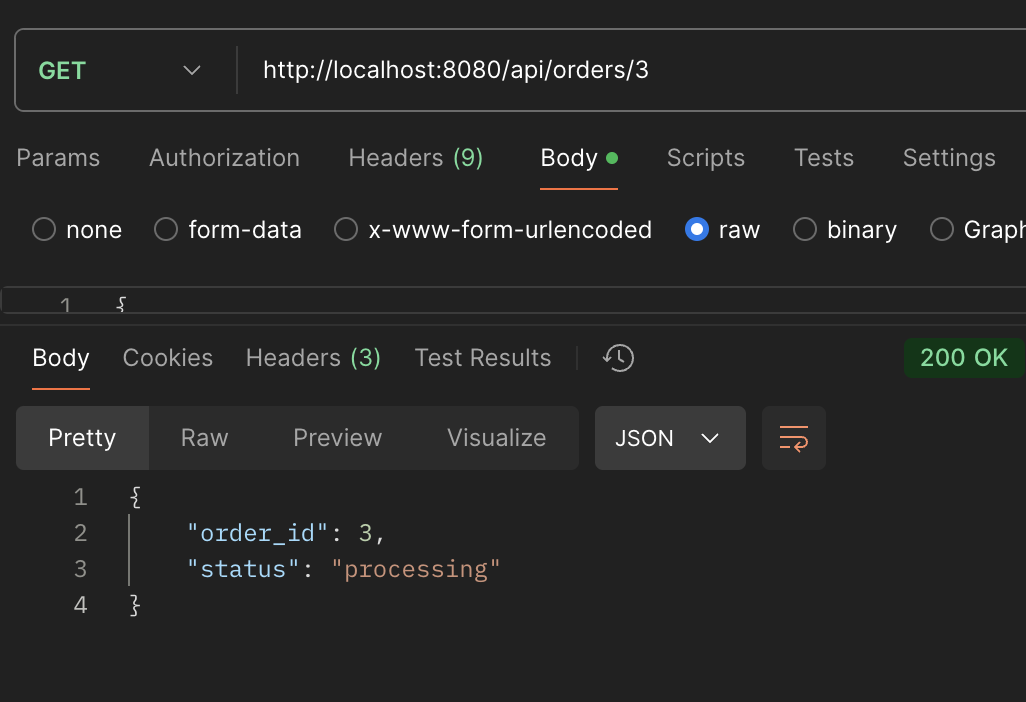 GET http://localhost:8080/api/orders/3
Params Authorization Headers (9) Body Scripts Tests Settings
none form-data x-www-form-urlencoded raw binary Graph
1 {
Body Cookies Headers (3) Test Results 200 OK
Pretty Raw Preview Visualize JSON
1 {
2 "order_id": 3,
3 "status": "processing"
4 }